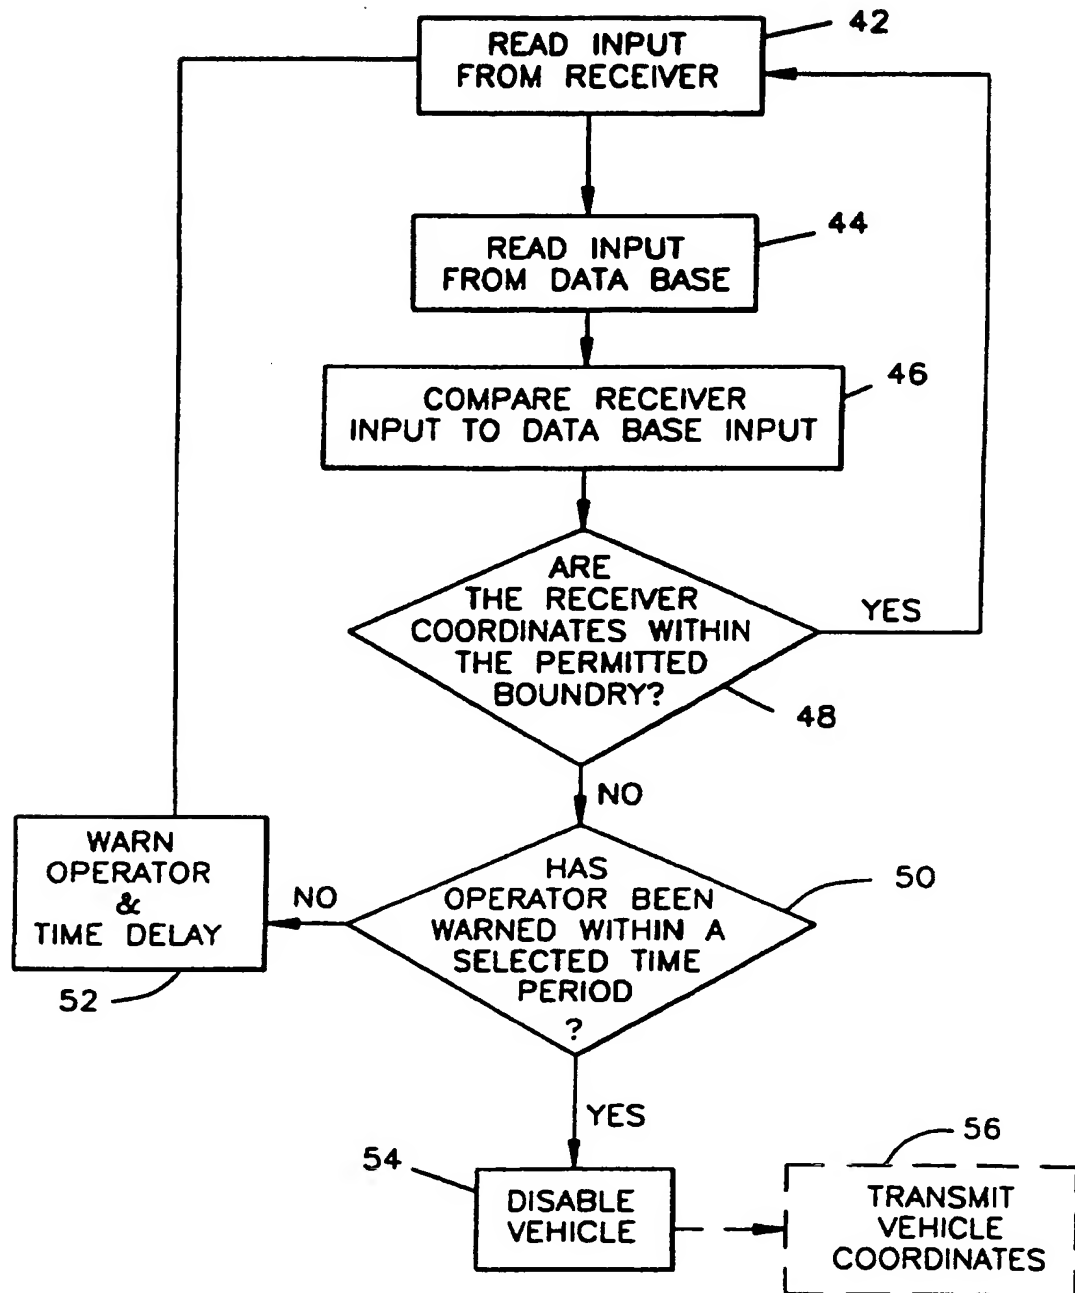 READ INPUT
FROM RECEIVER
42
READ INPUT
FROM DATA BASE
44
COMPARE RECEIVER
INPUT TO DATA BASE INPUT
46
ARE
THE RECEIVER
COORDINATES WITHIN
THE PERMITTED
BOUNDRY?
YES
48
NO
HAS
OPERATOR BEEN
WARNED WITHIN A
SELECTED TIME
PERIOD
?
50
NO
WARN
OPERATOR
&
TIME DELAY
52
YES
54
DISABLE
VEHICLE
56
TRANSMIT
VEHICLE
COORDINATES